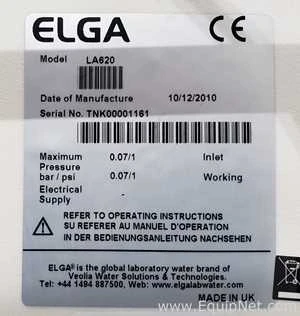 ELGA CE
Model LA620
Date of Manufacture 10/12/2010
Serial No. TNK00001161
Maximum 0.07/1 Inlet
Pressure
bar / psi 0.07/1 Working
Electrical
Supply -
REFER TO OPERATING INSTRUCTIONS
SU REFERER AU MANUEL D'OPERATION
IN DER BEDIENUNGSANLEITUNG NACHSEHEN
ELGA® is the global laboratory water brand of
Veolia Water Solutions & Technologies.
Tel: +44 1494 887500, Web: www.elgalabwater.com
MADE IN UK
© EquipNet.com